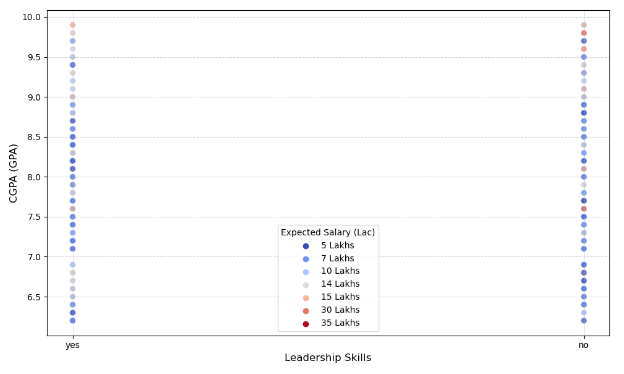 10.0
9.5
9.0
8.5
8.0
7.5
7.0
6.5
CGPA (GPA)
Expected Salary (Lac)
5 Lakhs
7 Lakhs
10 Lakhs
14 Lakhs
15 Lakhs
30 Lakhs
35 Lakhs
yes
no
Leadership Skills